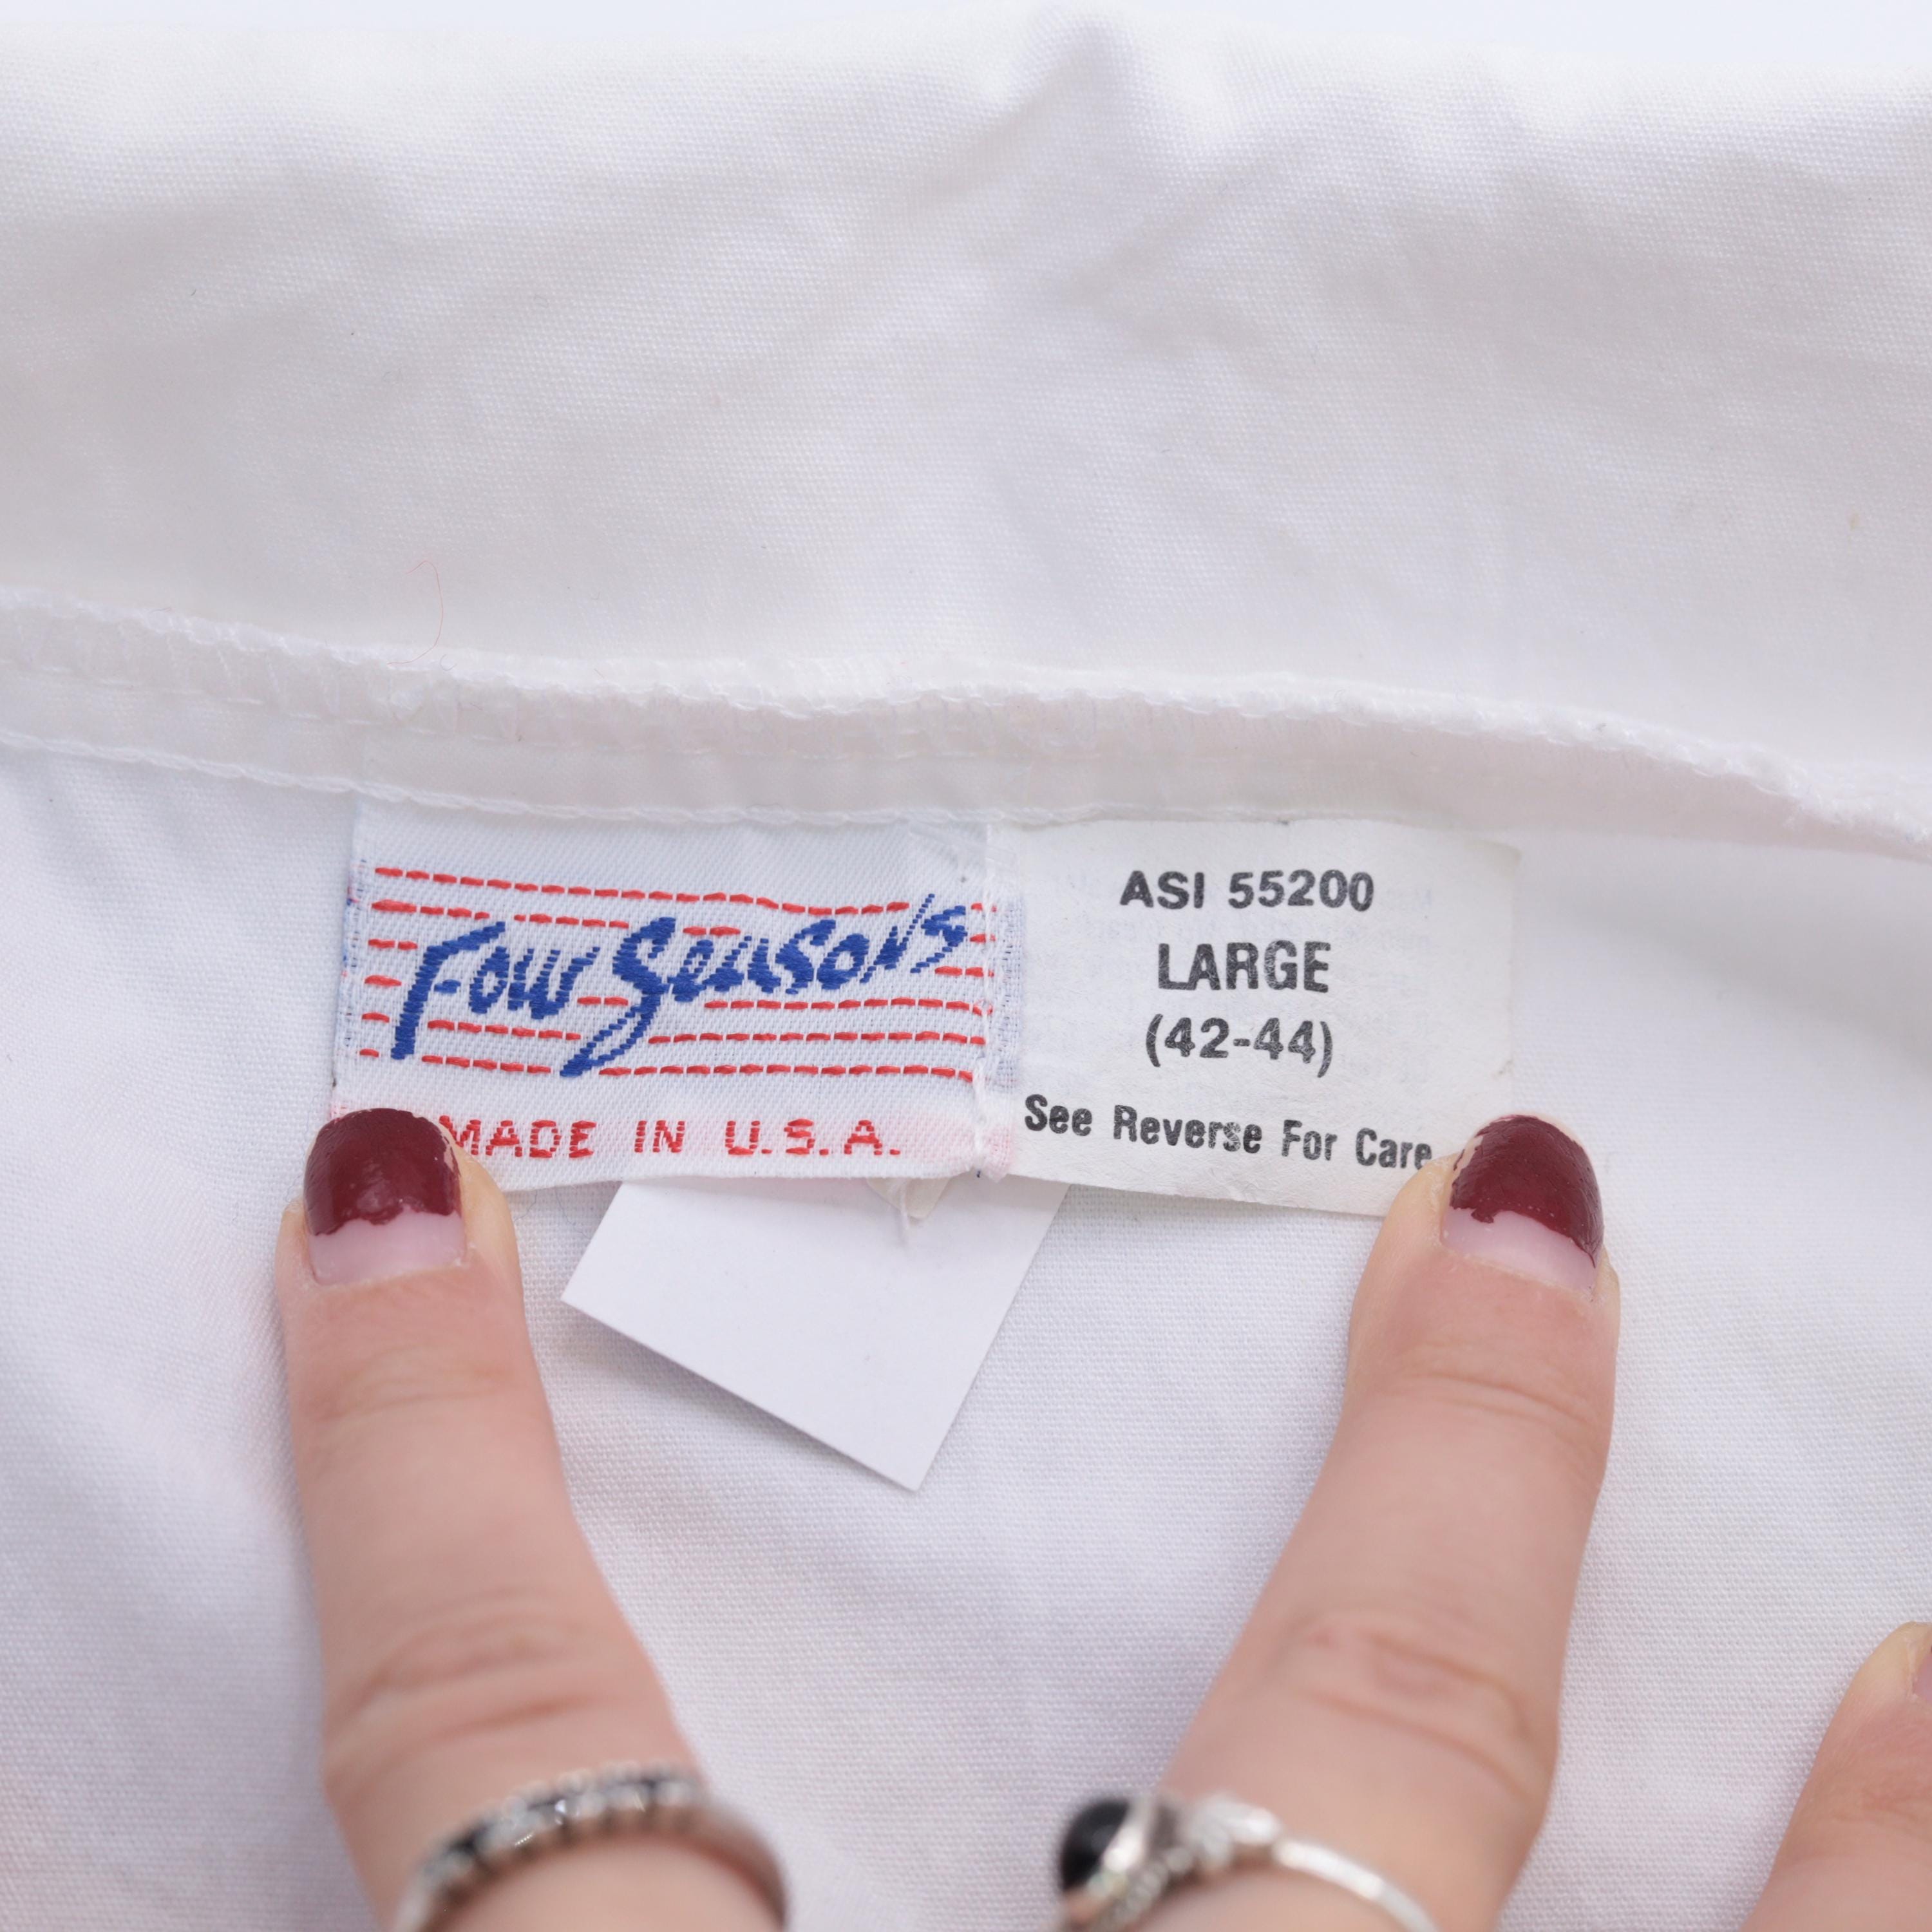 Four Seasons
MADE IN U.S.A.
ASI 55200
LARGE
(42-44)
See Reverse For Care